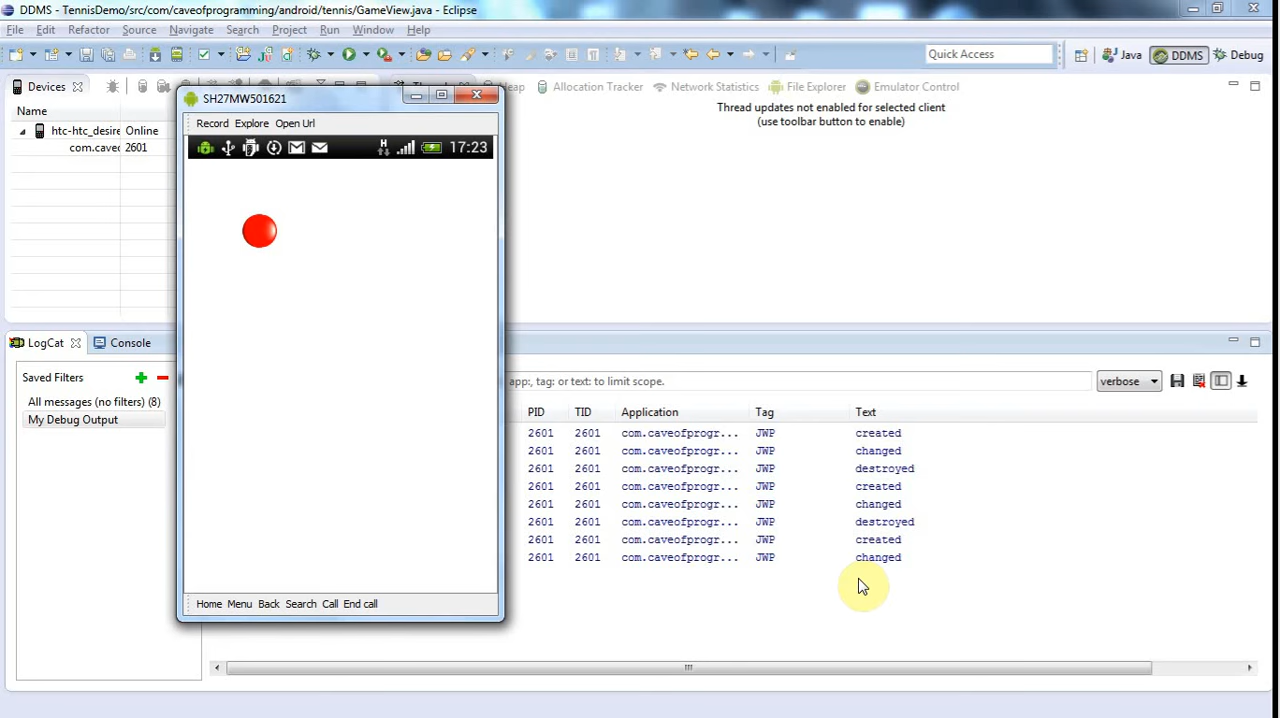 DDMS - TennisDemo/src/com/caveofprogramming/android/tennis/GameView.java - Eclipse
File Edit Refactor Source Navigate Search Project Run Window Help
Quick Access Java DDMS Debug
Devices Allocation Tracker Network Statistics File Explorer Emulator Control
Name
htc-htc_desire Online
com.caveo 2601
Thread updates not enabled for selected client
(use toolbar button to enable)
SH27MW501621
Record Explore Open Url
H 17:23
Home Menu Back Search Call End call
LogCat Console
Saved Filters
All messages (no filters) (8)
My Debug Output
app:, tag: or text: to limit scope. verbose
PID TID Application Tag Text
2601 2601 com.caveofprogr... JWP created
2601 2601 com.caveofprogr... JWP changed
2601 2601 com.caveofprogr... JWP destroyed
2601 2601 com.caveofprogr... JWP created
2601 2601 com.caveofprogr... JWP changed
2601 2601 com.caveofprogr... JWP destroyed
2601 2601 com.caveofprogr... JWP created
2601 2601 com.caveofprogr... JWP changed